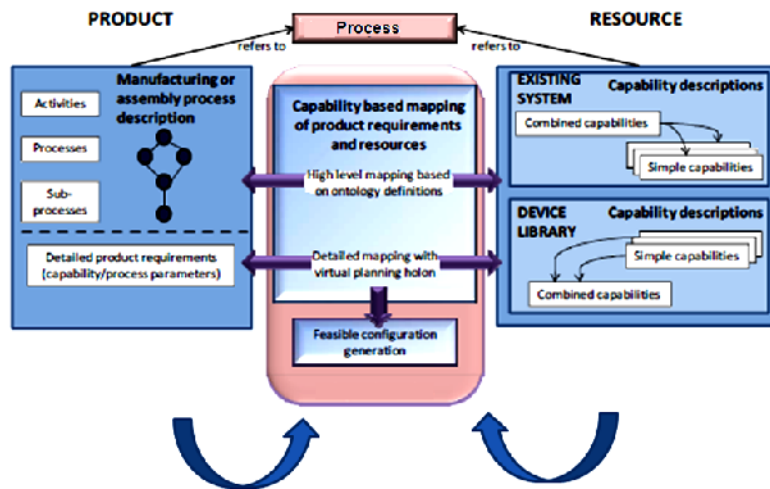 PRODUCT
Process
RESOURCE
refers to
refers to
Manufacturing or
assembly process
description
Activities
Processes
Sub-
processes
Detailed product requirements
(capability/process parameters)
Capability based mapping
of product requirements
and resources
High level mapping based
on ontology definitions
Detailed mapping with
virtual planning holon
Feasible configuration
generation
EXISTING
SYSTEM
Capability descriptions
Combined capabilities
Simple capabilities
DEVICE
LIBRARY
Capability descriptions
Simple capabilities
Combined capabilities